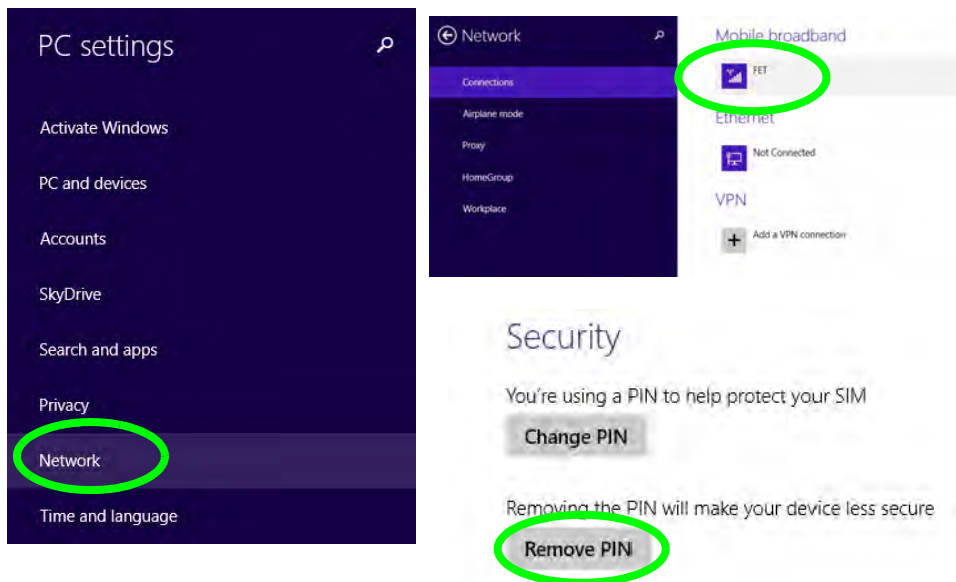 PC settings
Activate Windows
PC and devices
Accounts
SkyDrive
Search and apps
Privacy
Network
Time and language
Network
Connections
Airplane mode
Proxy
HomeGroup
Workplace
Mobile broadband
FET
Ethernet
Not Connected
VPN
Add a VPN connection
Security
You're using a PIN to help protect your SIM
Change PIN
Removing the PIN will make your device less secure
Remove PIN